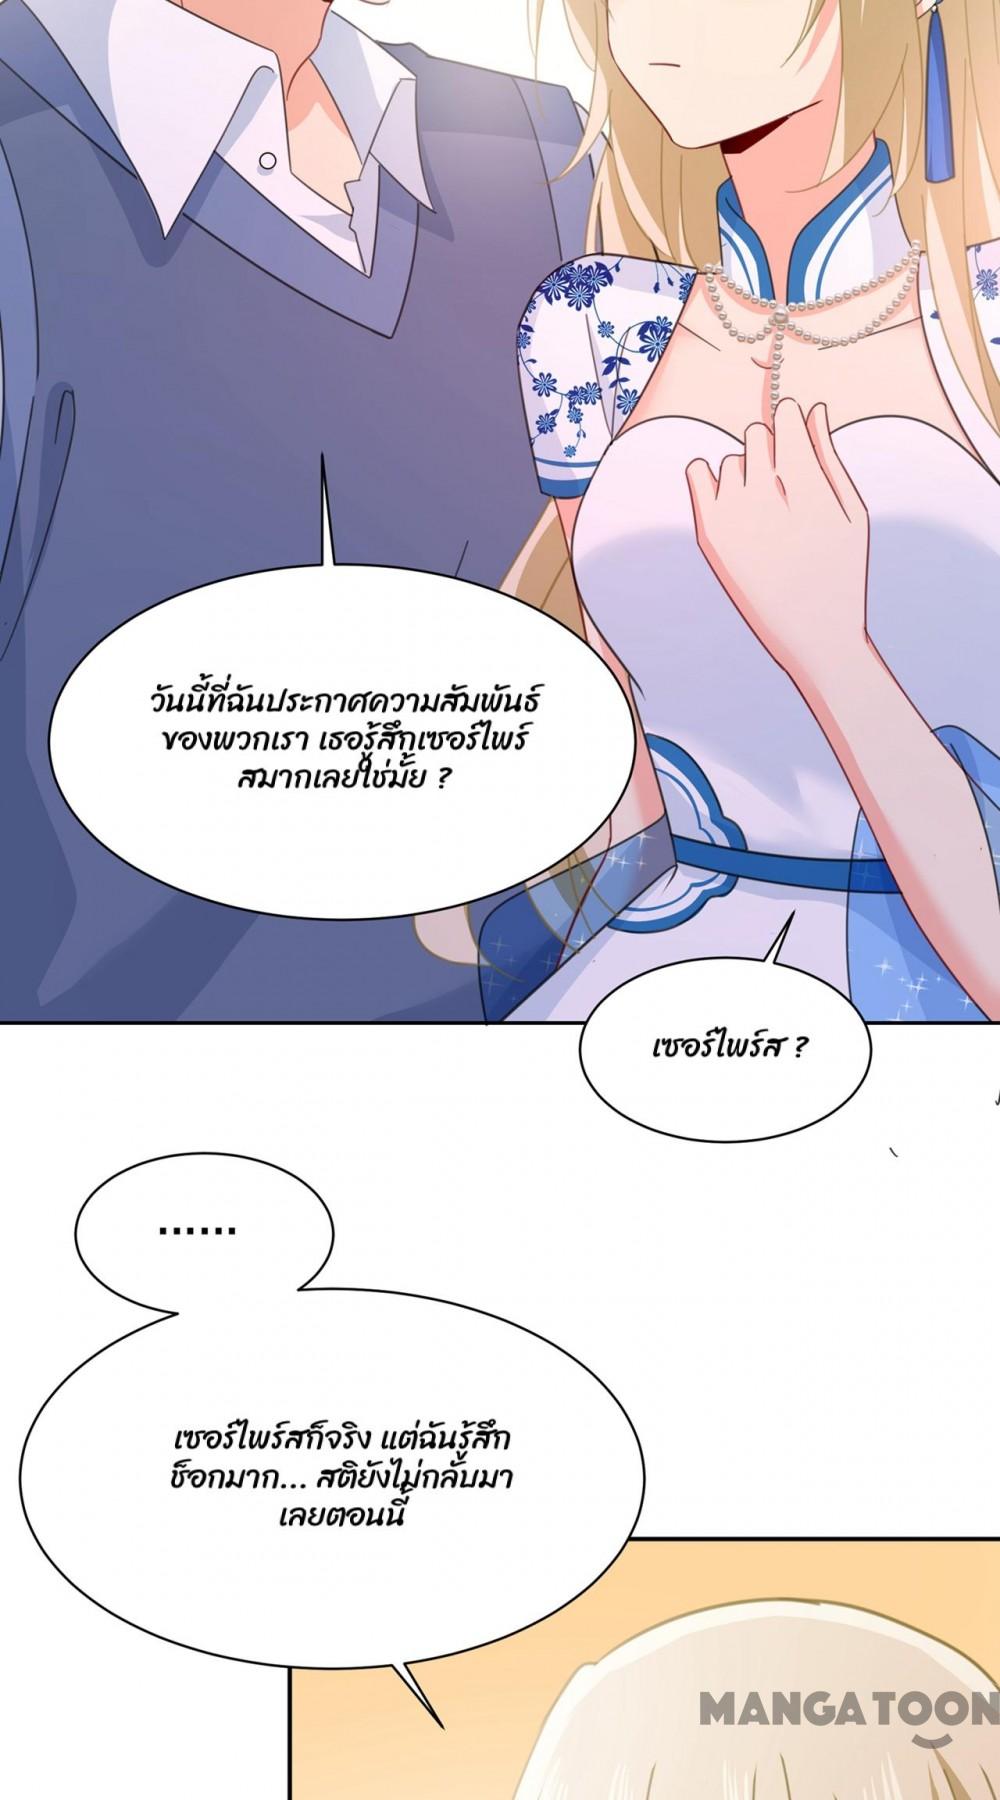 วันนี้ที่ฉันประกาศความสัมพันธ์
ของพวกเรา เธอรู้สึกเซอร์ไพร์
สมากเลยใช่มั้ย ?
เซอร์ไพร์ส ?
......
เซอร์ไพร์สก็จริง แต่ฉันรู้สึก
ช็อกมาก... สติยังไม่กลับมา
เลยตอนนี้
MANGATOON